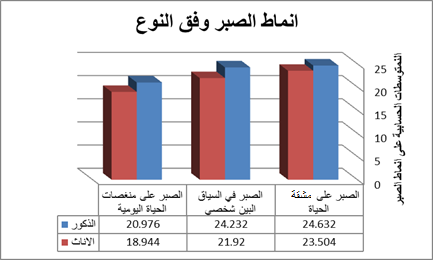 انماط الصبر وفق النوع
المتوسطات الحسابية على انماط الصبر
25
20
15
10
5
0
الصبر على مشقة الحياة
الصبر في السياق البين شخصي
الصبر على منغصات الحياة اليومية
الذكور 24.632 24.232 20.976
الاناث 23.504 21.92 18.944